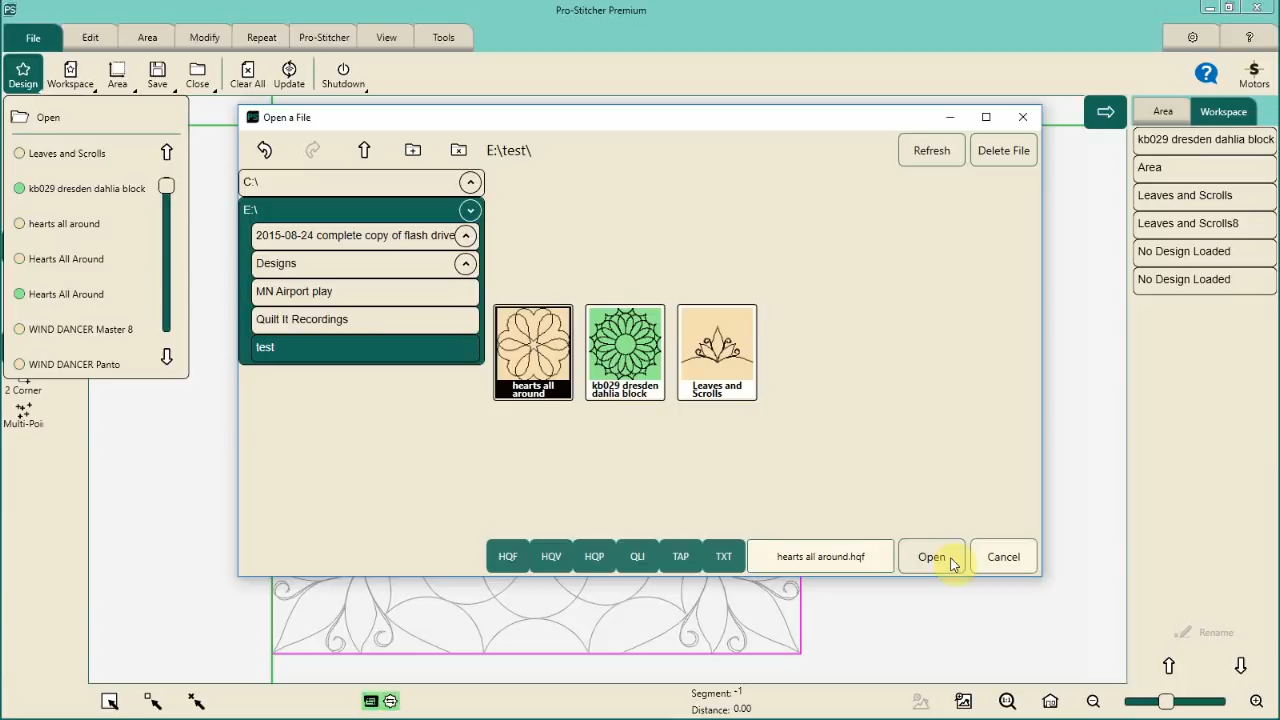 PS
Pro-Stitcher Premium
File
Edit
Area
Modify
Repeat
Pro-Stitcher
View
Tools
?
Design
Workspace
Area
Save
Close
Clear All
Update
Shutdown
?
Motors
Open
Leaves and Scrolls
kb029 dresden dahlia block
hearts all around
Hearts All Around
Hearts All Around
WIND DANCER Master 8
WIND DANCER Panto
2 Corner
Multi-Poi
PS Open a File
E:\test\
Refresh
Delete File
C:\
E:\
2015-08-24 complete copy of flash drive
Designs
MN Airport play
Quilt It Recordings
test
hearts all
around
kb029 dresden
dahlia block
Leaves and
Scrolls
HQF
HQV
HQP
QLI
TAP
TXT
hearts all around.hqf
Open
Cancel
Area
Workspace
kb029 dresden dahlia block
Area
Leaves and Scrolls
Leaves and Scrolls8
No Design Loaded
No Design Loaded
Rename
Segment: -1
Distance: 0.00
1:1